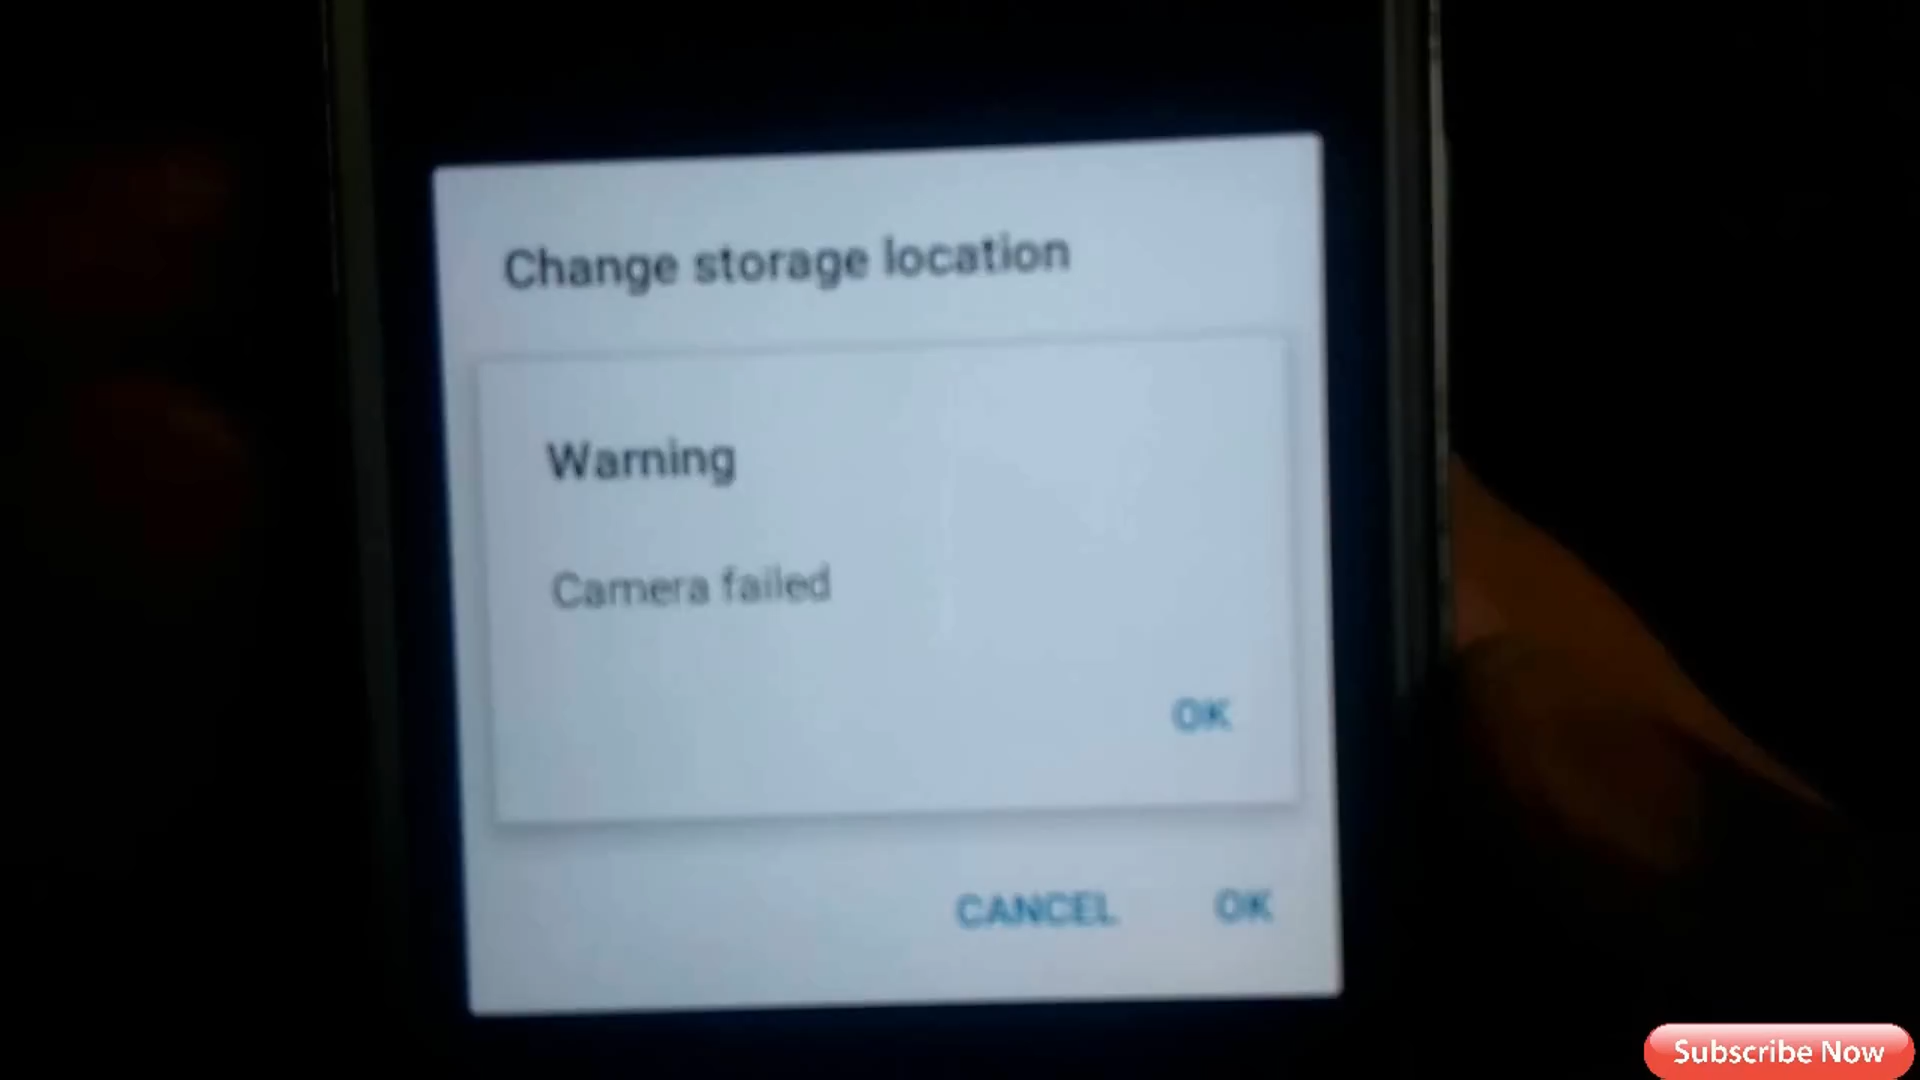 Change storage location
Warning
Camera failed
OK
CANCEL OK
Subscribe Now